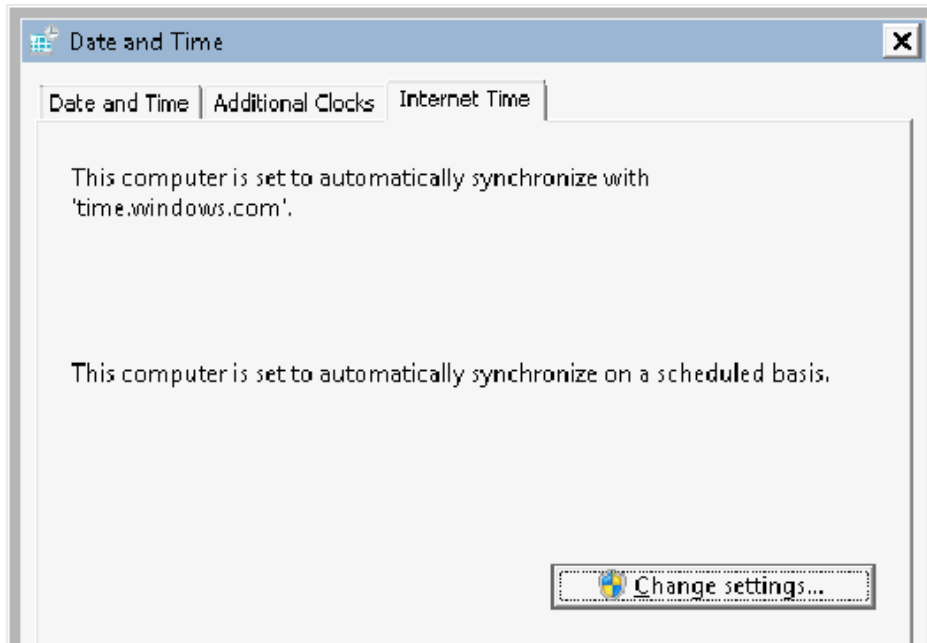 Date and Time
Date and Time
Additional Clocks
Internet Time
This computer is set to automatically synchronize with
'time.windows.com'.
This computer is set to automatically synchronize on a scheduled basis.
Change settings...